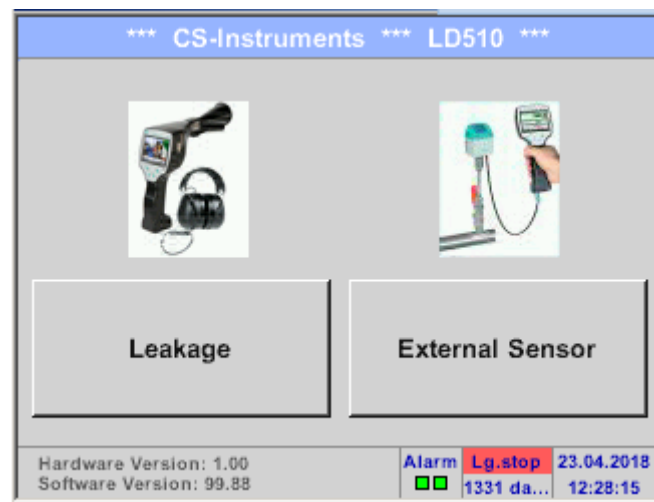 *** CS-Instruments *** LD510 ***
Leakage
External Sensor
Hardware Version: 1.00
Software Version: 99.88
Alarm
Lg.stop
1331 da...
23.04.2018
12:28:15